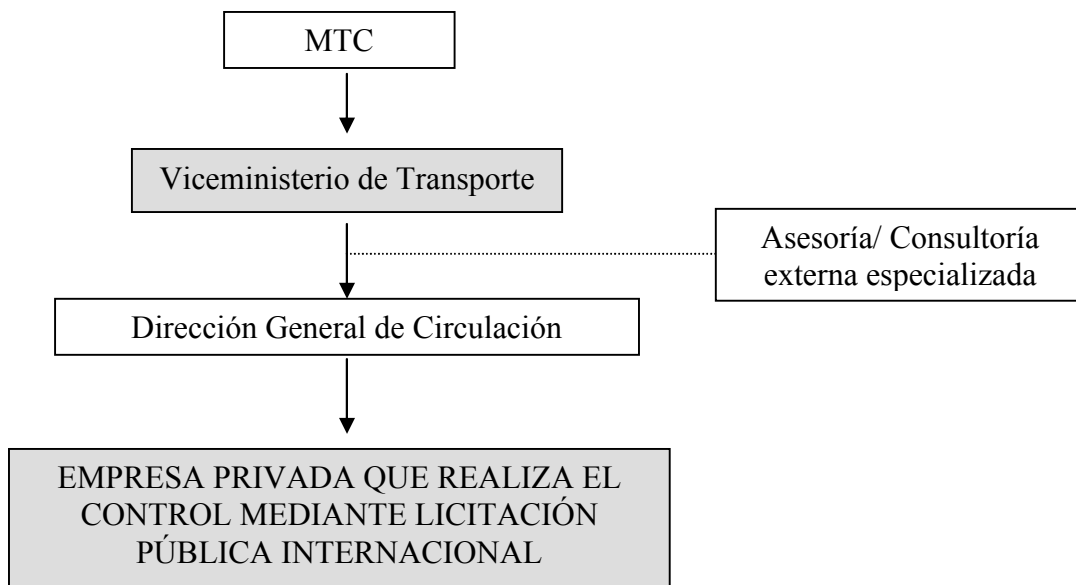 MTC
Viceministerio de Transporte
Asesoría/ Consultoría
externa especializada
Dirección General de Circulación
EMPRESA PRIVADA QUE REALIZA EL
CONTROL MEDIANTE LICITACIÓN
PÚBLICA INTERNACIONAL